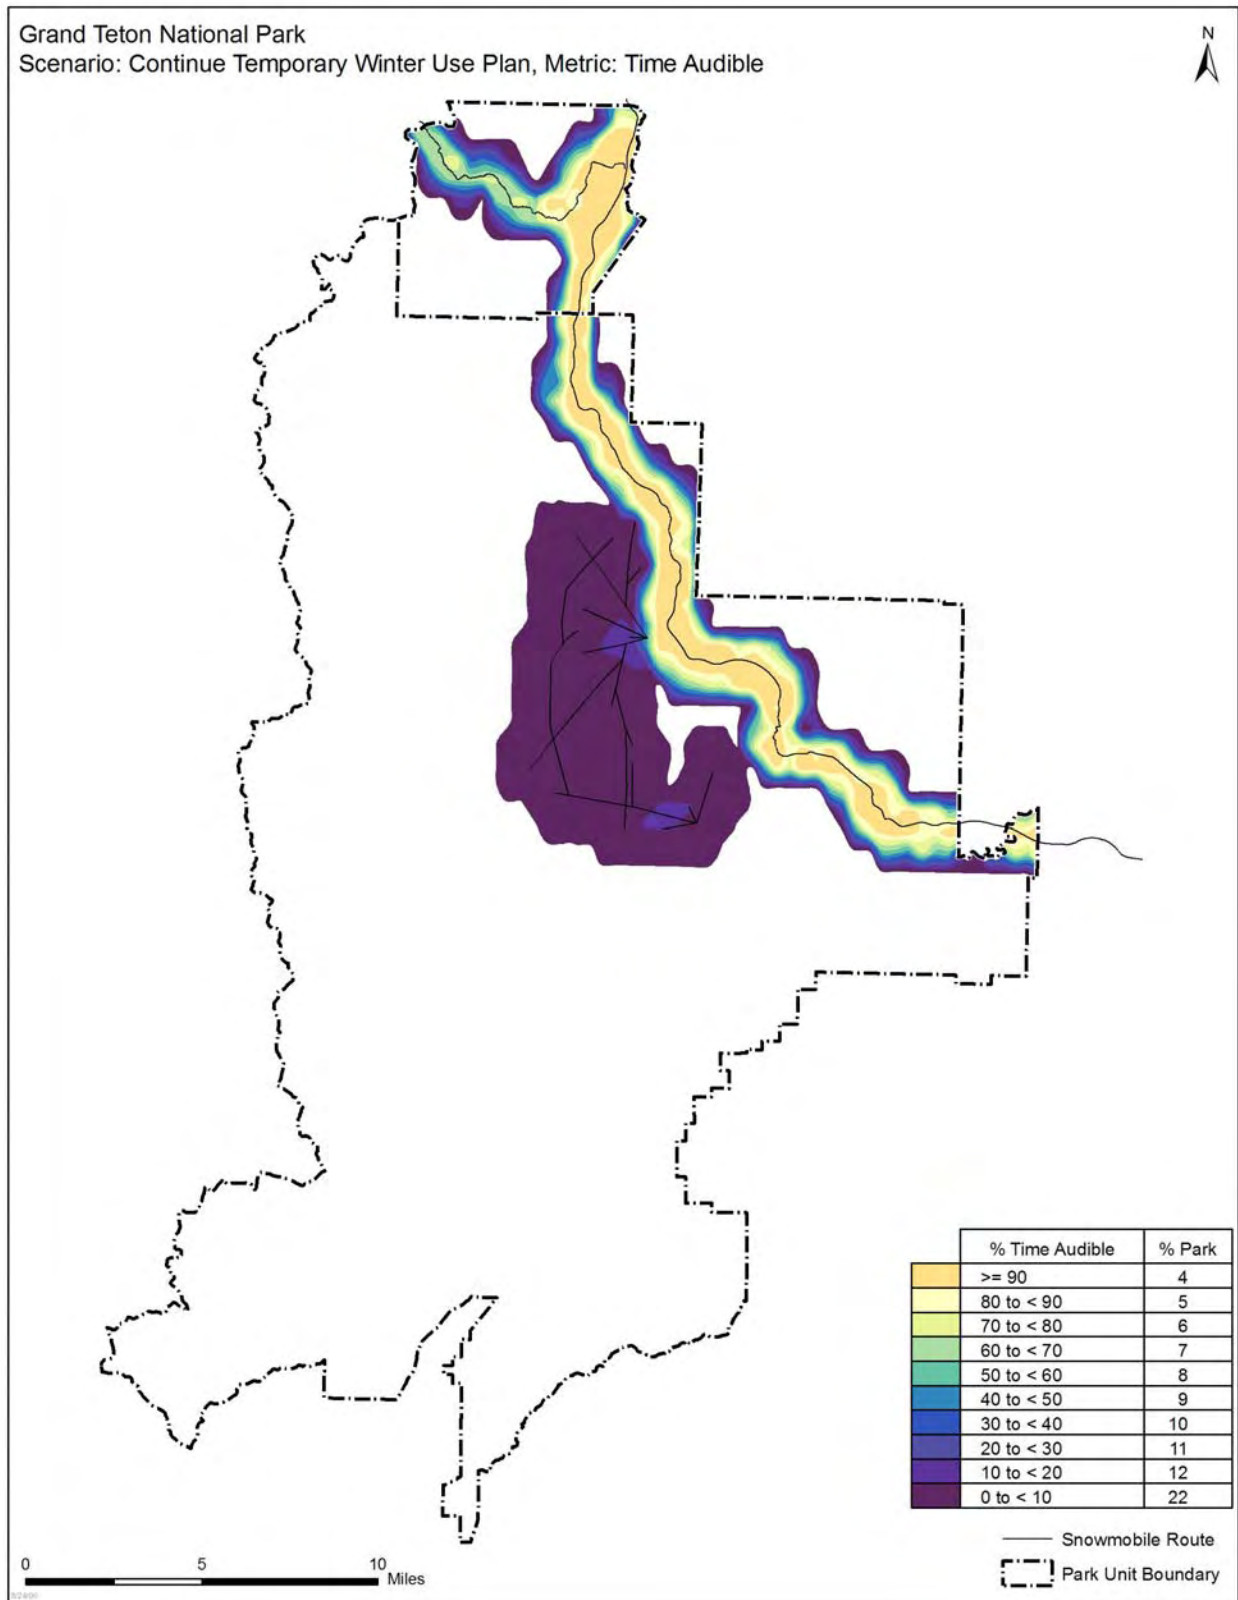 Grand Teton National Park
Scenario: Continue Temporary Winter Use Plan, Metric: Time Audible
N
% Time Audible % Park
>= 90 4
80 to < 90 5
70 to < 80 6
60 to < 70 7
50 to < 60 8
40 to < 50 9
30 to < 40 10
20 to < 30 11
10 to < 20 12
0 to < 10 22
Snowmobile Route
Park Unit Boundary
0 5 10
Miles